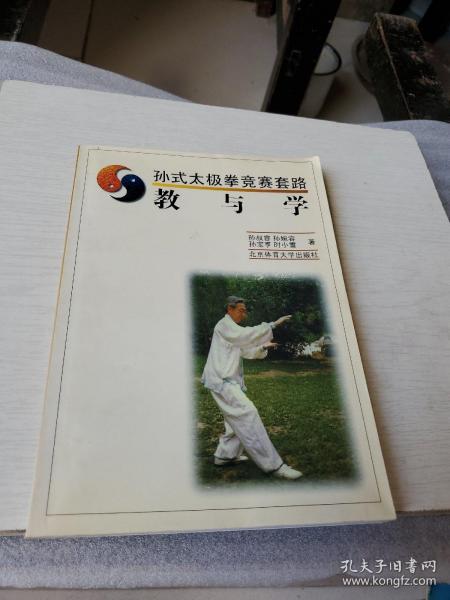 孙式太极拳竞赛套路
教与学
孙叔容 孙婉容
孙宝亨 时小霞 著
北京体育大学出版社
孔夫子旧书网
www.kongfz.com